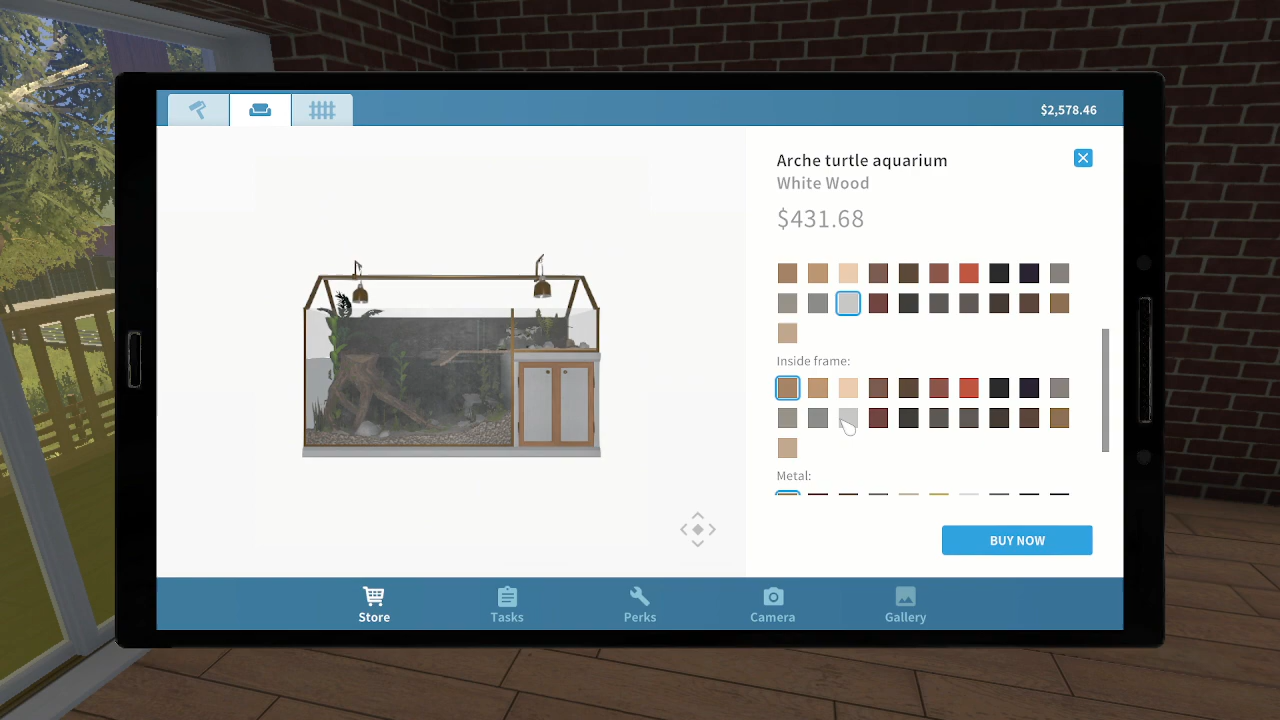 $2,578.46
Arche turtle aquarium
White Wood
$431.68
Inside frame:
Metal:
BUY NOW
Store
Tasks
Perks
Camera
Gallery